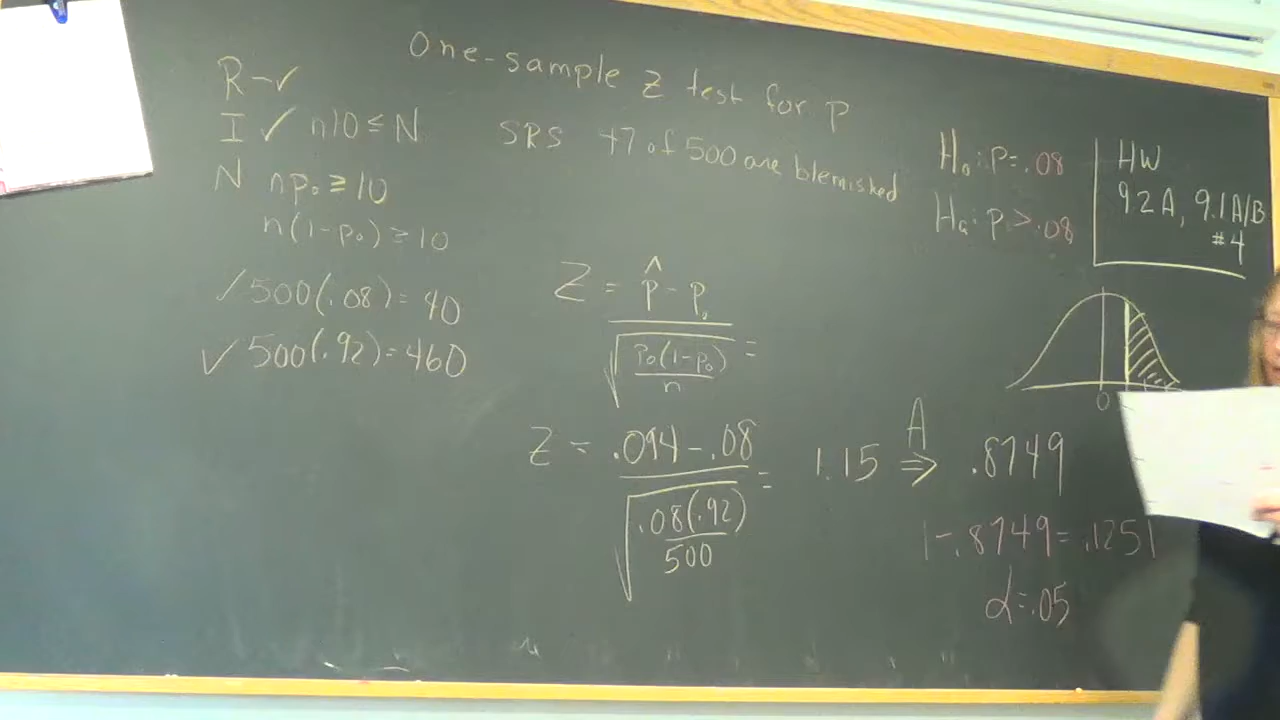 One-sample Z test for p
R-✓
I ✓ n10 ≤ N
N np₀ ≥ 10
n(1-p₀) ≥ 10
✓500(.08)=40
✓500(.92)=460
SRS 47 of 500 are blemished
H₀: p=.08
Hₐ: p>.08
HW
9.2A, 9.1A/B
#4
Z = p̂ - p₀
√(p₀(1-p₀)/n) =
0
Z = .094-.08
√(.08(.92)/500) = 1.15 ⇒ .8749
A
1-.8749=.1251
α=.05